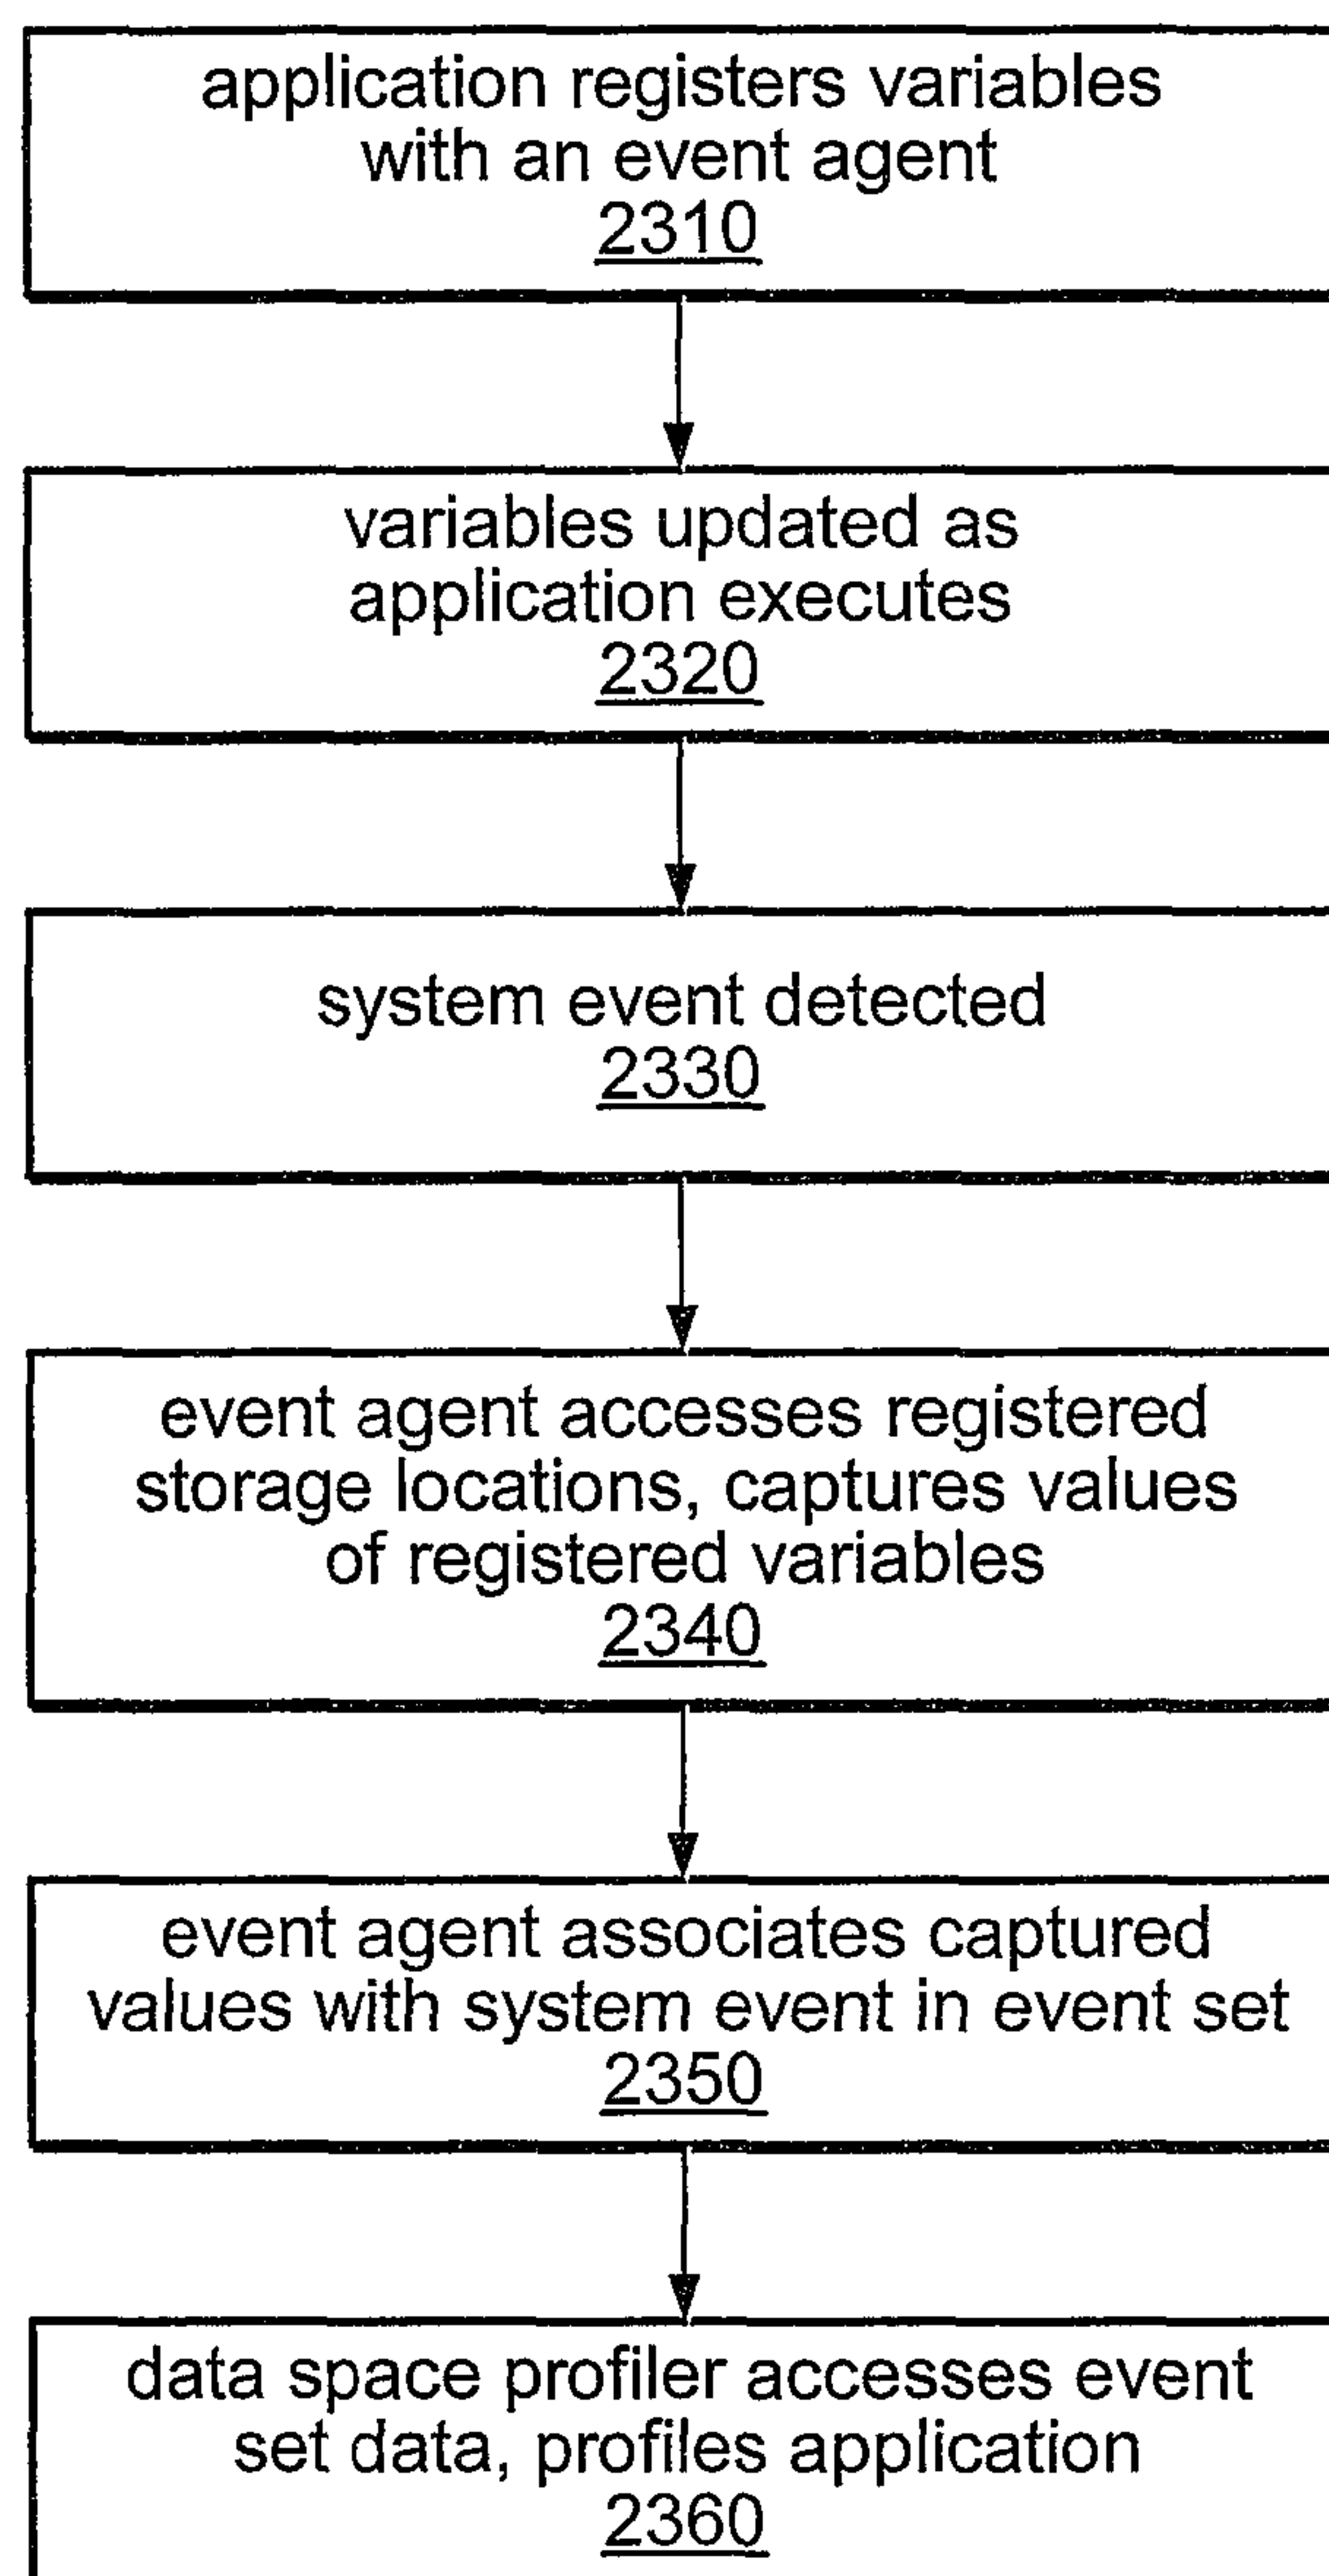 application registers variables
with an event agent
2310
variables updated as
application executes
2320
system event detected
2330
event agent accesses registered
storage locations, captures values
of registered variables
2340
event agent associates captured
values with system event in event set
2350
data space profiler accesses event
set data, profiles application
2360